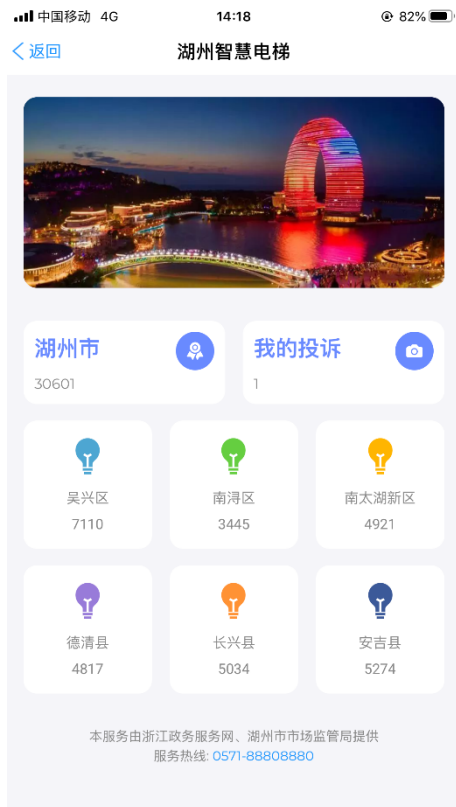 中国移动 4G 14:18 82%
返回 湖州智慧电梯
湖州市
30601
我的投诉
1
吴兴区
7110
南浔区
3445
南太湖新区
4921
德清县
4817
长兴县
5034
安吉县
5274
本服务由浙江政务服务网、湖州市市场监管局提供
服务热线: 0571-88808880